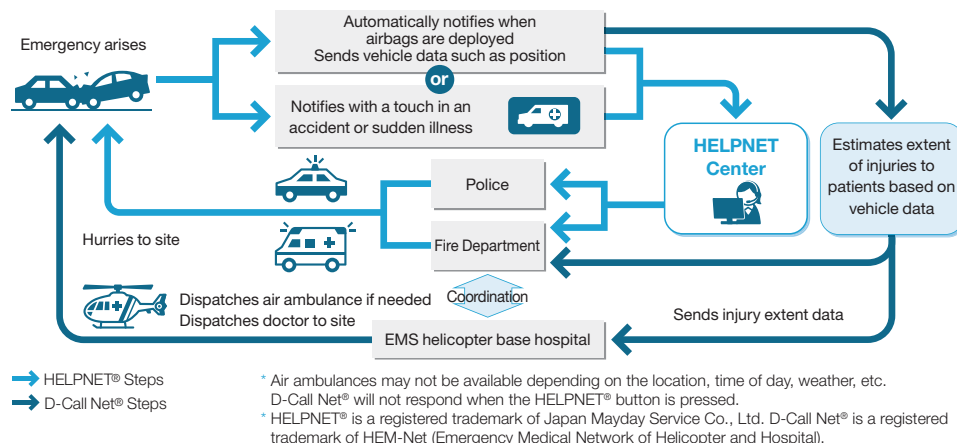 Emergency arises
Automatically notifies when
airbags are deployed
Sends vehicle data such as position
or
Notifies with a touch in an
accident or sudden illness
HELPNET
Center
Estimates extent
of injuries to
patients based on
vehicle data
Police
Fire Department
Hurries to site
Coordination
Dispatches air ambulance if needed
Dispatches doctor to site
Sends injury extent data
EMS helicopter base hospital
HELPNET® Steps
D-Call Net® Steps
* Air ambulances may not be available depending on the location, time of day, weather, etc.
D-Call Net® will not respond when the HELPNET® button is pressed.
* HELPNET® is a registered trademark of Japan Mayday Service Co., Ltd. D-Call Net® is a registered
trademark of HEM-Net (Emergency Medical Network of Helicopter and Hospital).